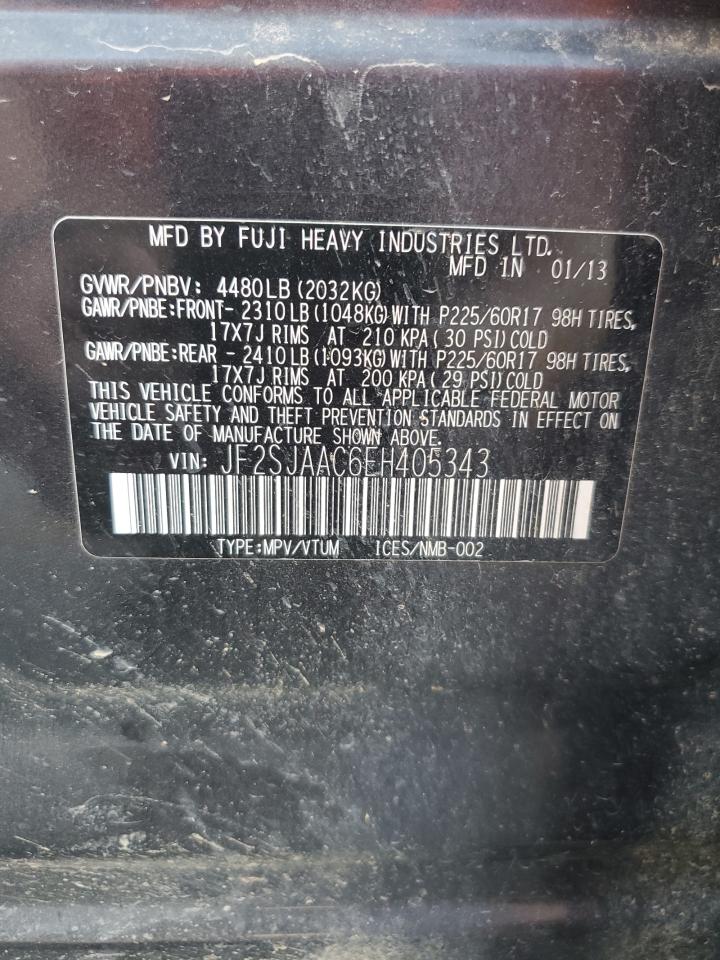 MFD BY FUJI HEAVY INDUSTRIES LTD.
MFD IN 01/13
GVWR/PNBV: 4480LB(2032KG)
GAWR/PNBE:FRONT- 2310LB(1048KG)WITH P225/60R17 98H TIRES,
17X7J RIMS AT 210 KPA(30 PSI)COLD
GAWR/PNBE:REAR - 2410LB(1093KG)WITH P225/60R17 98H TIRES,
17X7J RIMS AT 200 KPA(29 PSI)COLD
THIS VEHICLE CONFORMS TO ALL APPLICABLE FEDERAL MOTOR
VEHICLE SAFETY AND THEFT PREVENTION STANDARDS IN EFFECT ON
THE DATE OF MANUFACTURE SHOWN ABOVE.
VIN: JF2SJAAC6EH405343
TYPE:MPV/VTUM ICES/NMB-002